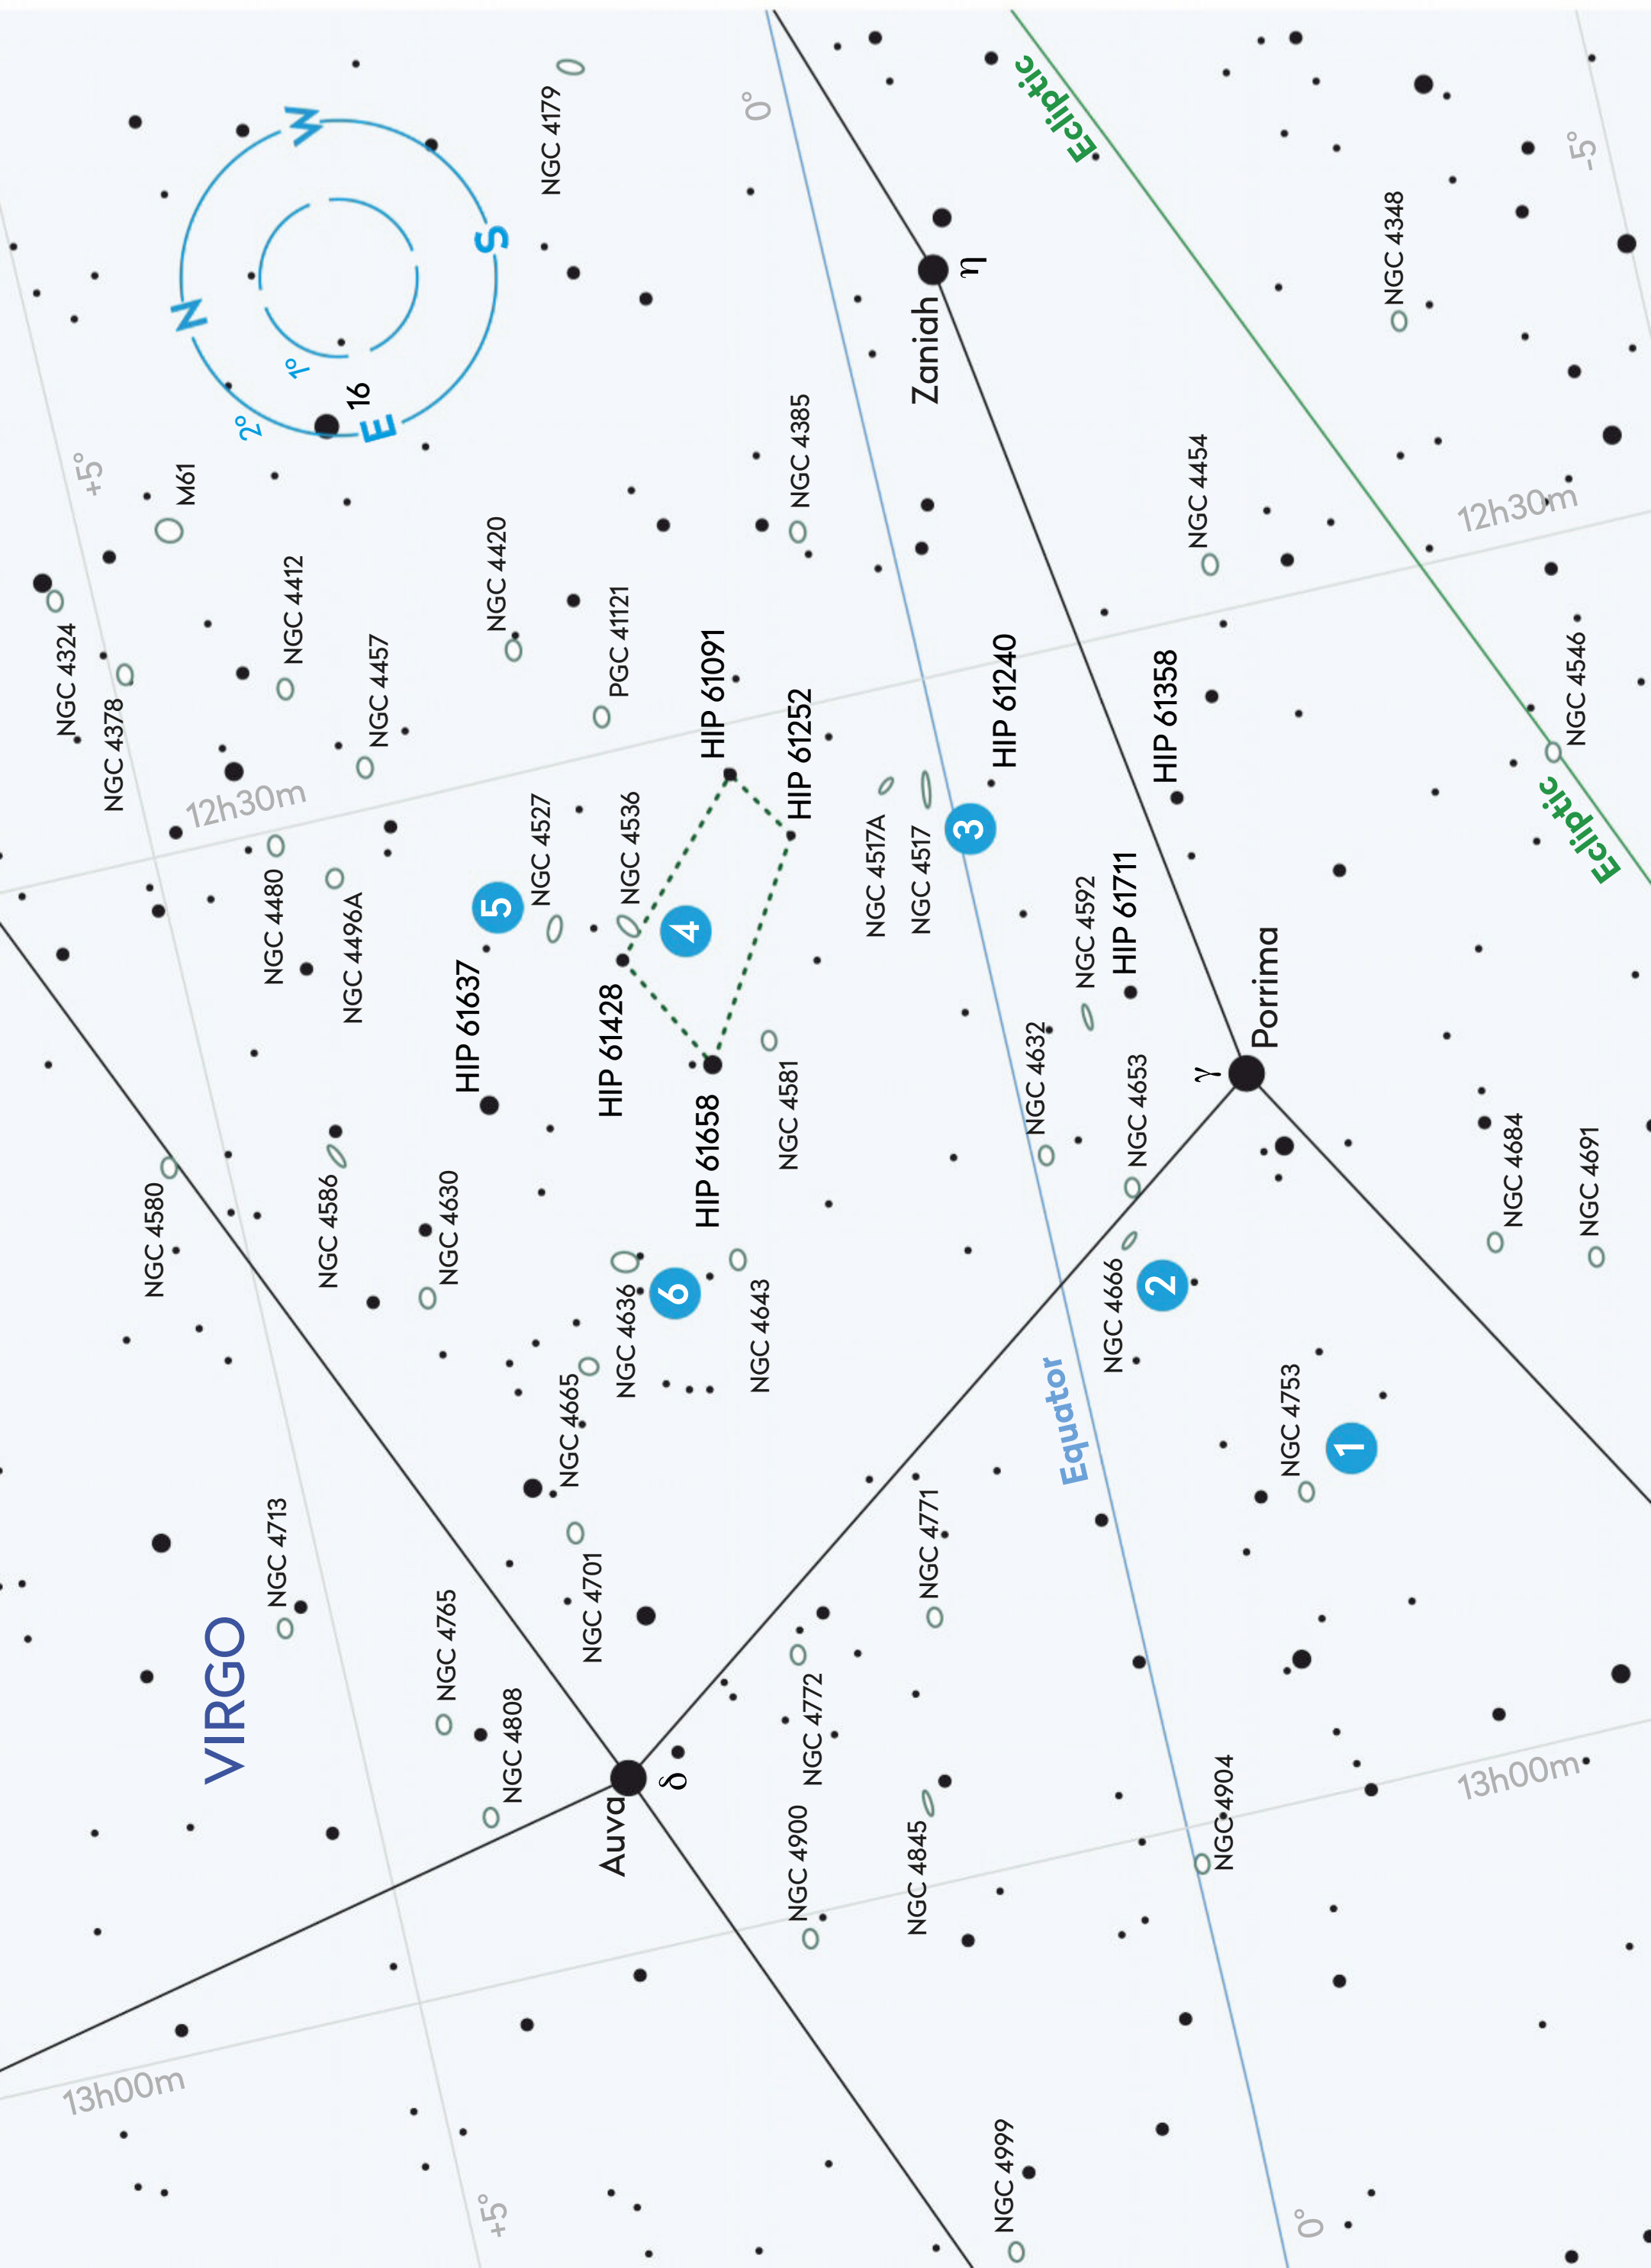 Ecliptic
0°
-5°
NGC 4179
W
N
S
E
1°
2°
16
+5°
M61
η
Zaniah
NGC 4348
NGC 4385
NGC 4454
12h30m
NGC 4324
NGC 4378
NGC 4412
NGC 4457
NGC 4420
PGC 41121
HIP 61091
HIP 61252
HIP 61240
HIP 61358
NGC 4546
Ecliptic
12h30m
NGC 4480
NGC 4496A
5
NGC 4527
NGC 4536
4
NGC 4517A
NGC 4517
3
NGC 4592
HIP 61711
HIP 61637
HIP 61428
HIP 61658
NGC 4581
NGC 4632
NGC 4653
γ
Porrima
NGC 4580
NGC 4586
NGC 4630
NGC 4636
6
NGC 4643
NGC 4666
2
NGC 4684
NGC 4691
NGC 4665
Equator
NGC 4753
1
NGC 4713
VIRGO
NGC 4765
NGC 4701
NGC 4771
NGC 4808
NGC 4772
Auva
δ
NGC 4900
NGC 4845
NGC 4904
13h00m
13h00m
+5°
NGC 4999
0°